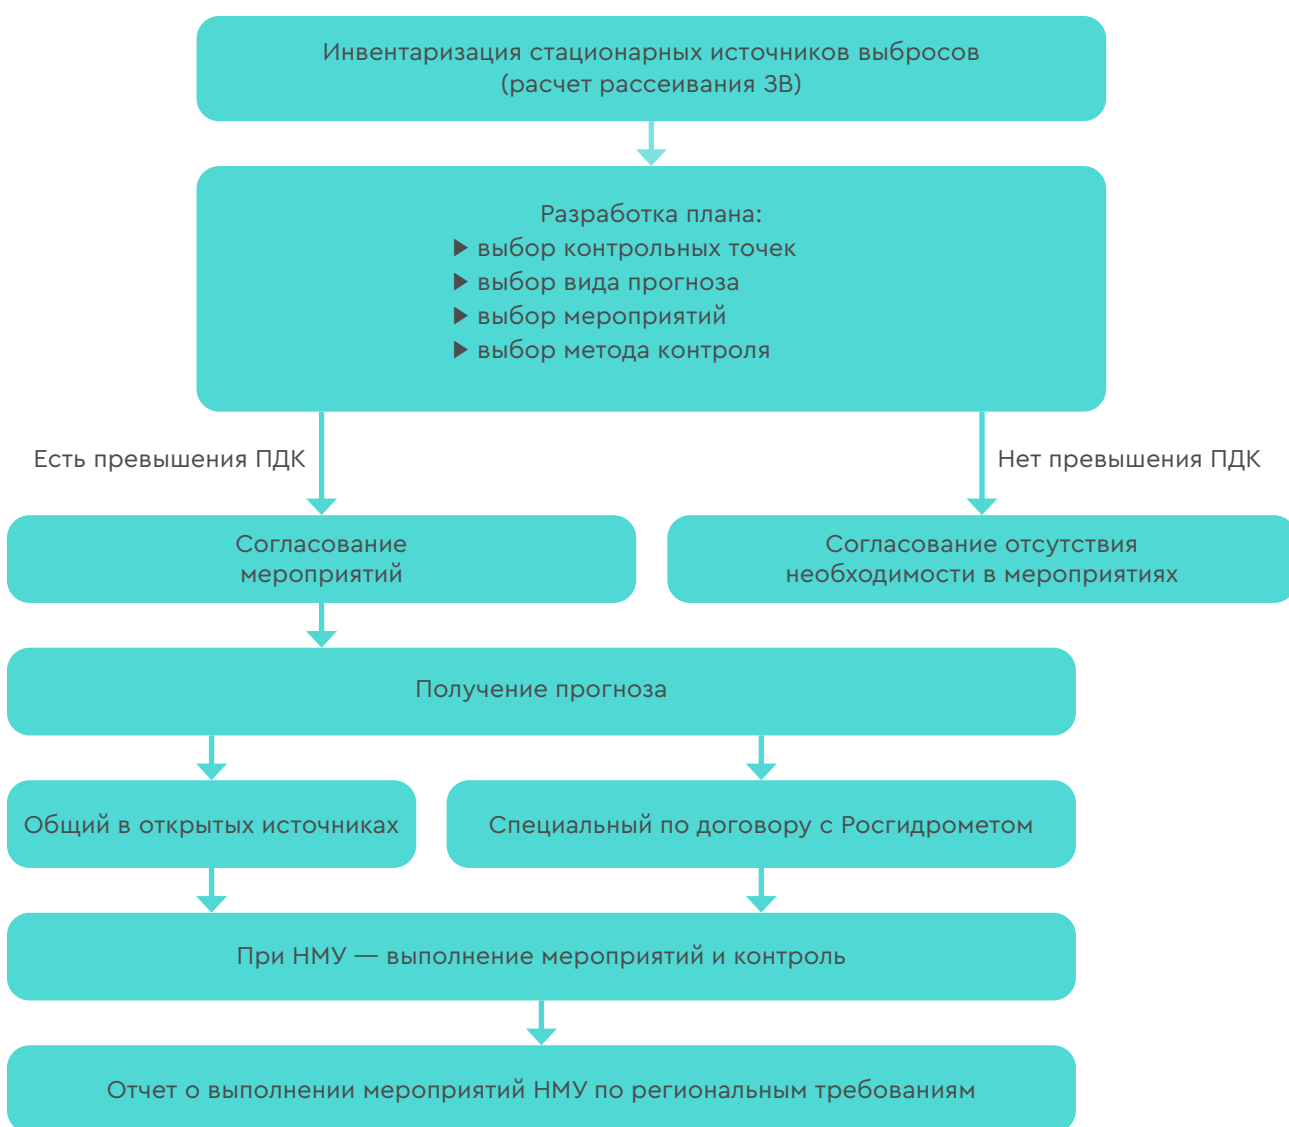 Инвентаризация стационарных источников выбросов
(расчет рассеивания ЗВ)
Разработка плана:
выбор контрольных точек
выбор вида прогноза
выбор мероприятий
выбор метода контроля
Есть превышения ПДК
Нет превышения ПДК
Согласование
мероприятий
Согласование отсутствия
необходимости в мероприятиях
Получение прогноза
Общий в открытых источниках
Специальный по договору с Росгидрометом
При НМУ — выполнение мероприятий и контроль
Отчет о выполнении мероприятий НМУ по региональным требованиям